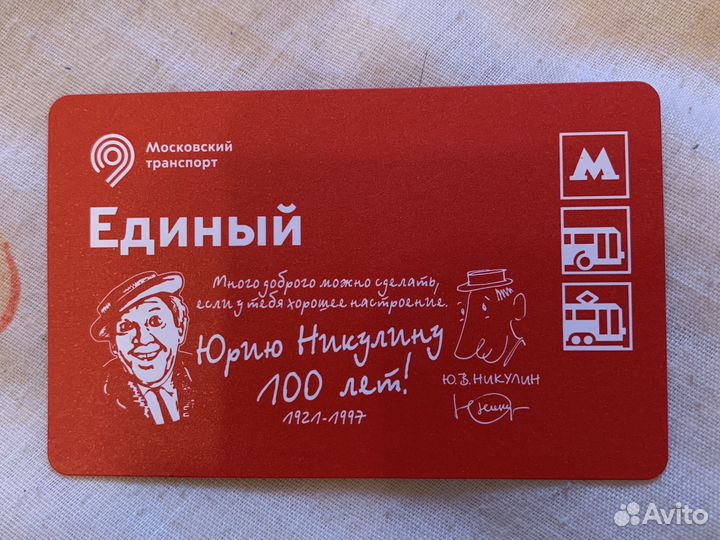 Московский
транспорт
М
Единый
Много доброго можно сделать,
если у тебя хорошее настроение.
Юрию Никулину
100 лет!
1921-1997
Ю.В.НИКУЛИН
Avito